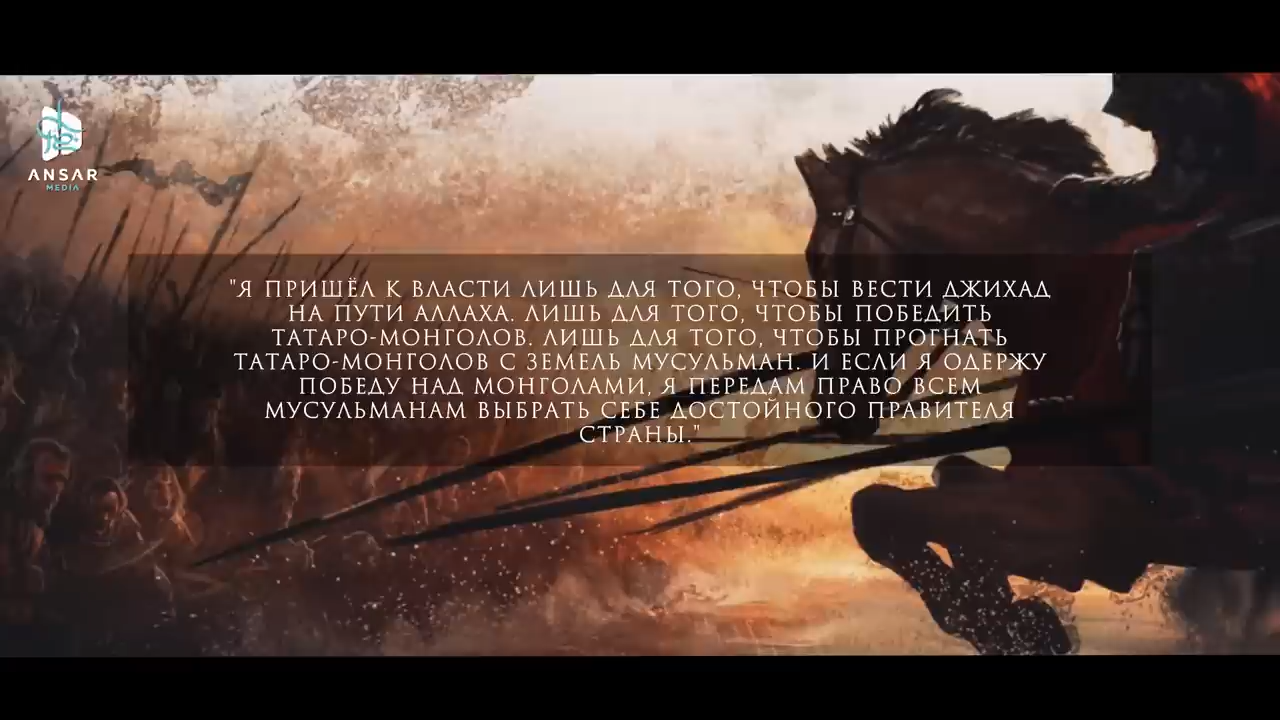 ANSAR
MEDIA
"Я ПРИШЁЛ К ВЛАСТИ ЛИШЬ ДЛЯ ТОГО, ЧТОБЫ ВЕСТИ ДЖИХАД
НА ПУТИ АЛЛАХА. ЛИШЬ ДЛЯ ТОГО, ЧТОБЫ ПОБЕДИТЬ
ТАТАРО-МОНГОЛОВ. ЛИШЬ ДЛЯ ТОГО, ЧТОБЫ ПРОГНАТЬ
ТАТАРО-МОНГОЛОВ С ЗЕМЕЛЬ МУСУЛЬМАН. И ЕСЛИ Я ОДЕРЖУ
ПОБЕДУ НАД МОНГОЛАМИ, Я ПЕРЕДАМ ПРАВО ВСЕМ
МУСУЛЬМАНАМ ВЫБРАТЬ СЕБЕ ДОСТОЙНОГО ПРАВИТЕЛЯ
СТРАНЫ."